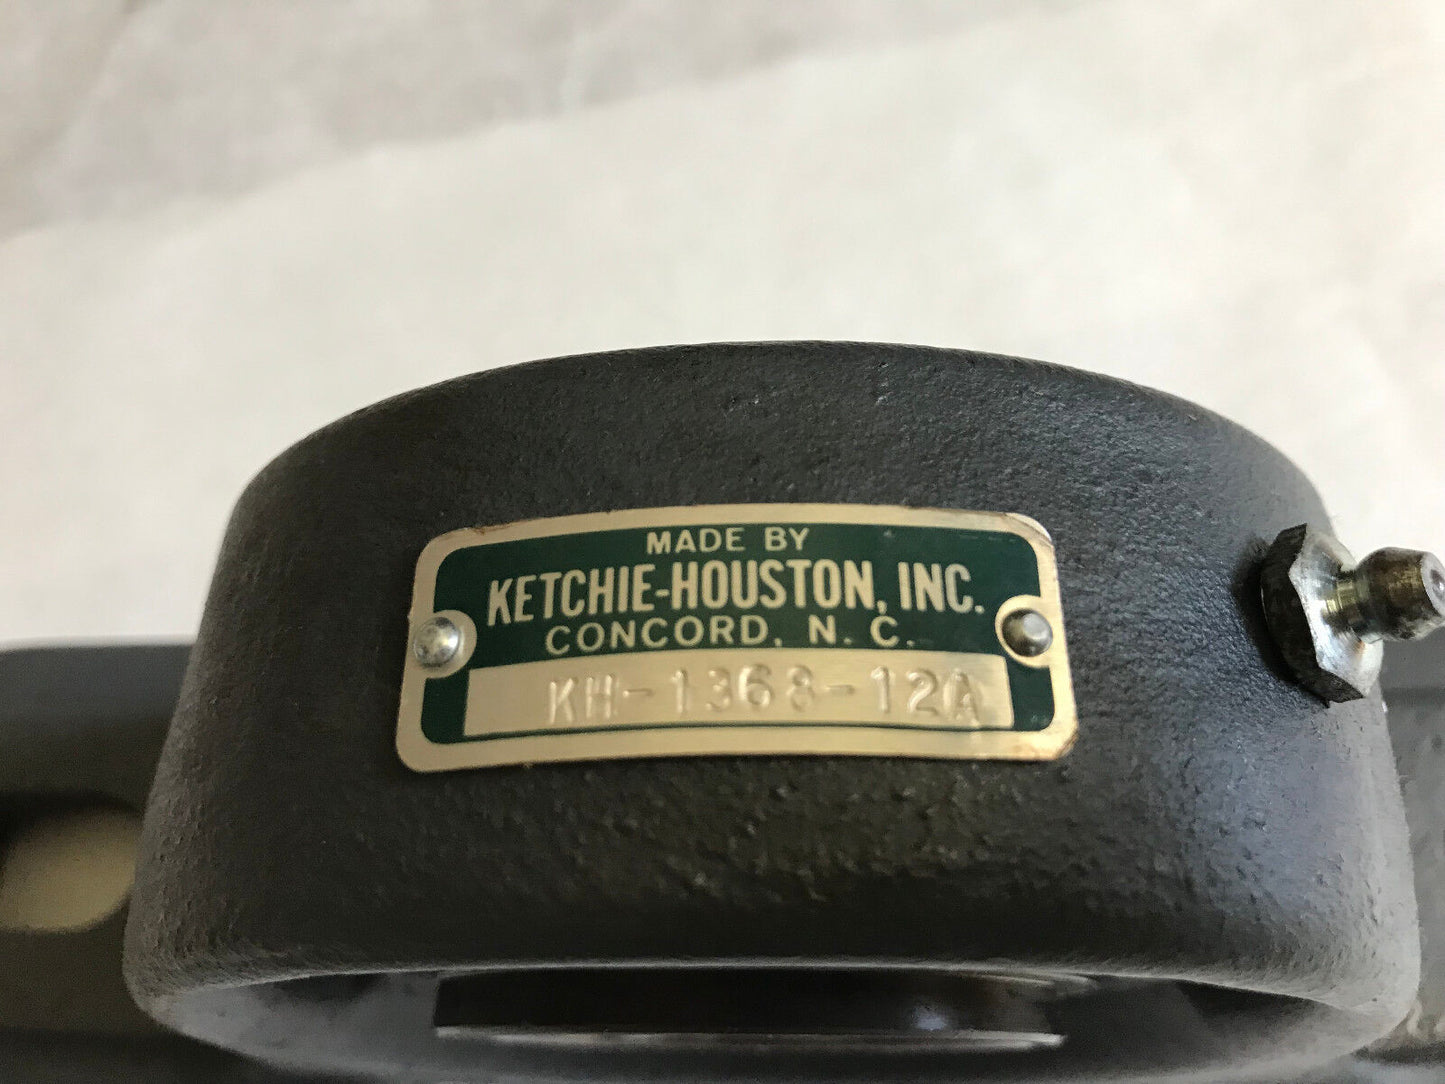 MADE BY
KETCHIE-HOUSTON, INC.
CONCORD, N. C.
KH-1368-12A